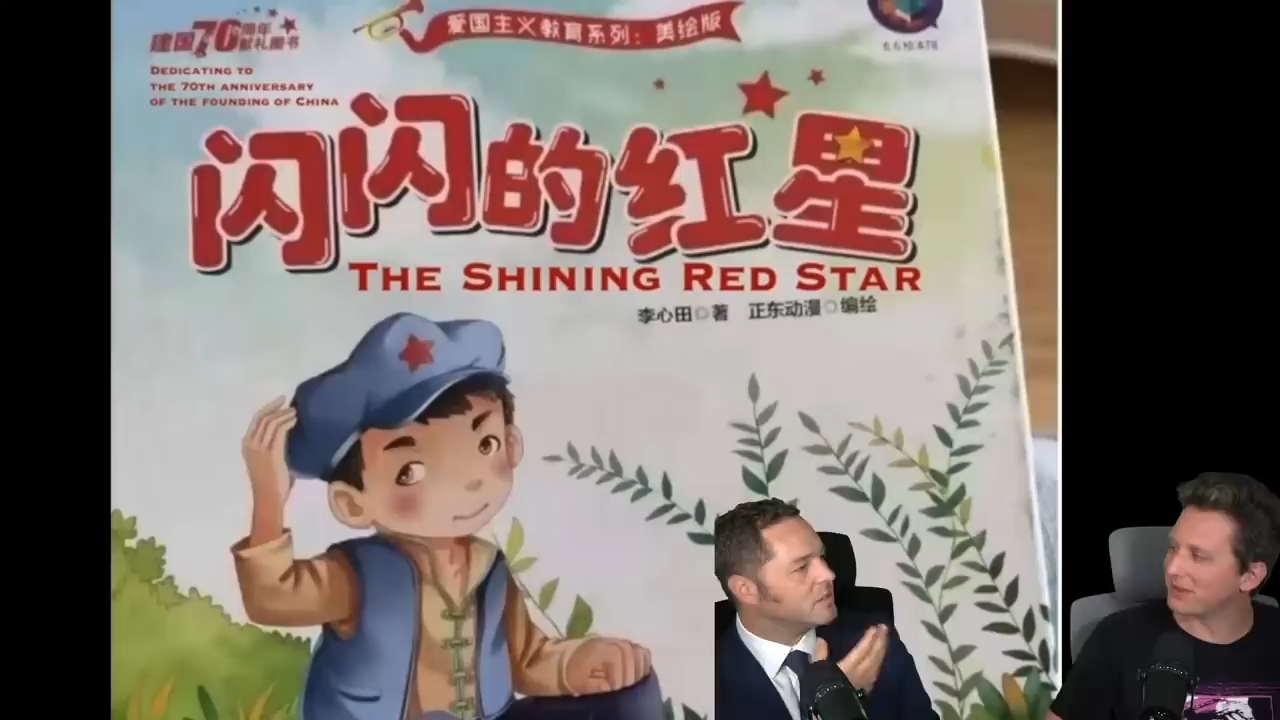 爱国主义教育系列：美绘版
建国70周年
献礼图书
DEDICATING TO
THE 70TH ANNIVERSARY
OF THE FOUNDING OF CHINA
闪闪的红星
THE SHINING RED STAR
李心田◎著 正东动漫◎编绘